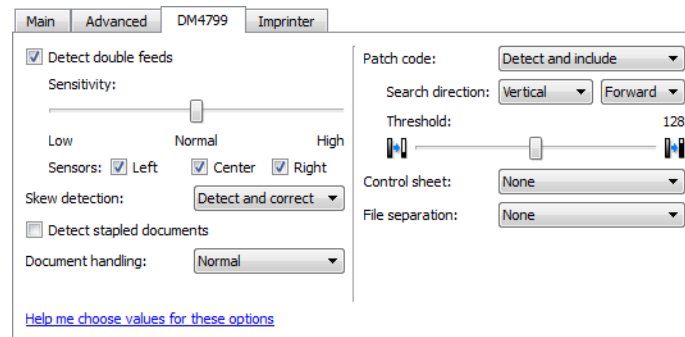 Main Advanced DM4799 Imprinter
Detect double feeds
Sensitivity:
Low Normal High
Sensors: Left Center Right
Skew detection: Detect and correct
Detect stapled documents
Document handling: Normal
Help me choose values for these options
Patch code: Detect and include
Search direction: Vertical Forward
Threshold: 128
Control sheet: None
File separation: None